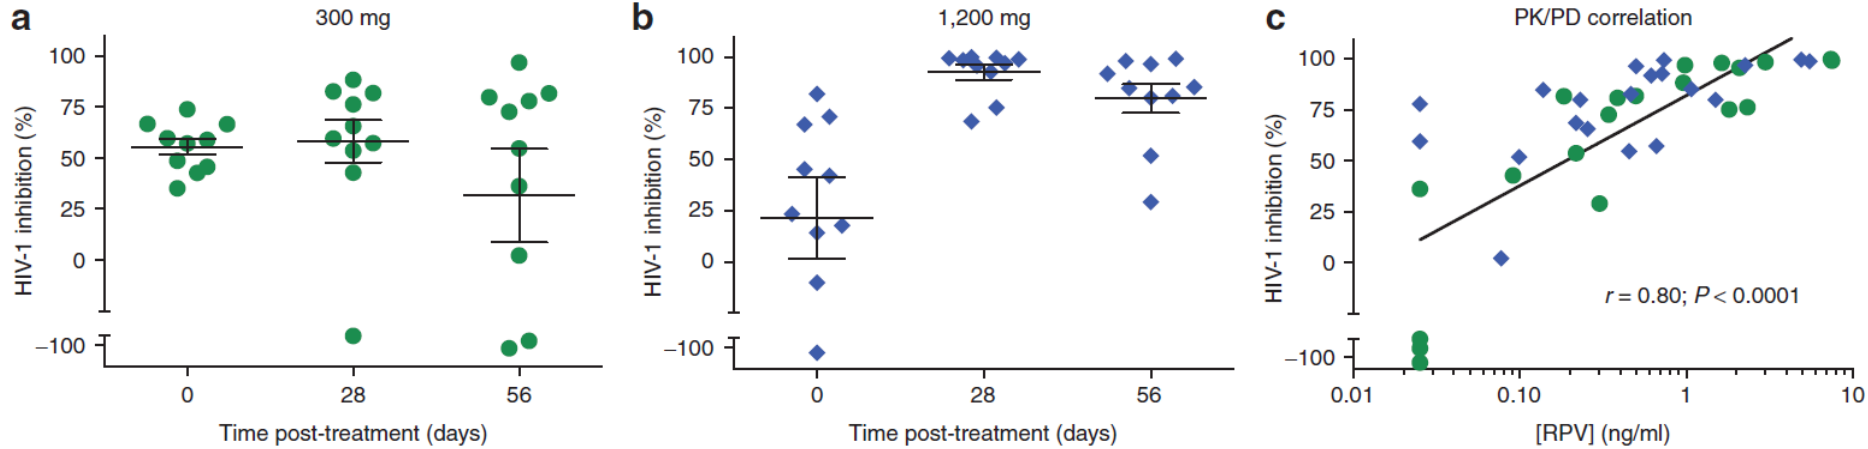 a
300 mg
HIV-1 inhibition (%)
100
75
50
25
0
−100
0
28
56
Time post-treatment (days)
b
1,200 mg
HIV-1 inhibition (%)
100
75
50
25
0
−100
0
28
56
Time post-treatment (days)
c
PK/PD correlation
HIV-1 inhibition (%)
100
75
50
25
0
−100
r = 0.80; P < 0.0001
0.01
0.10
1
10
[RPV] (ng/ml)